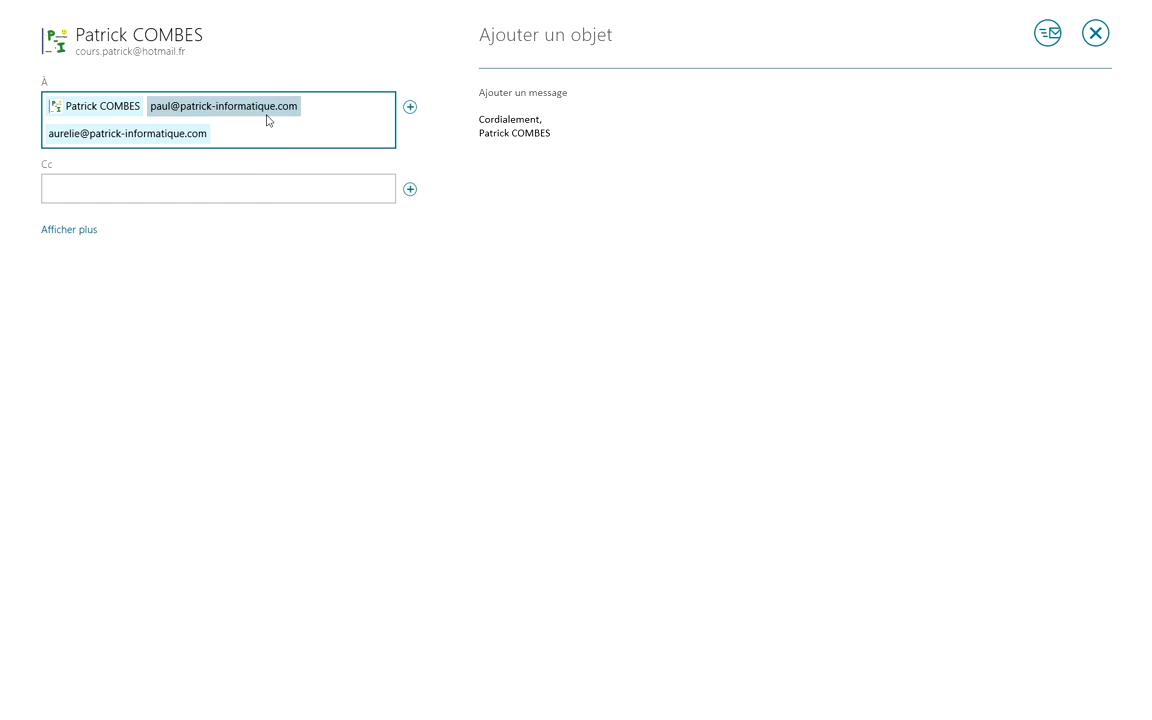 Patrick COMBES
cours.patrick@hotmail.fr
À
Patrick COMBES paul@patrick-informatique.com
aurelie@patrick-informatique.com
Cc
Afficher plus
Ajouter un objet
Ajouter un message
Cordialement,
Patrick COMBES